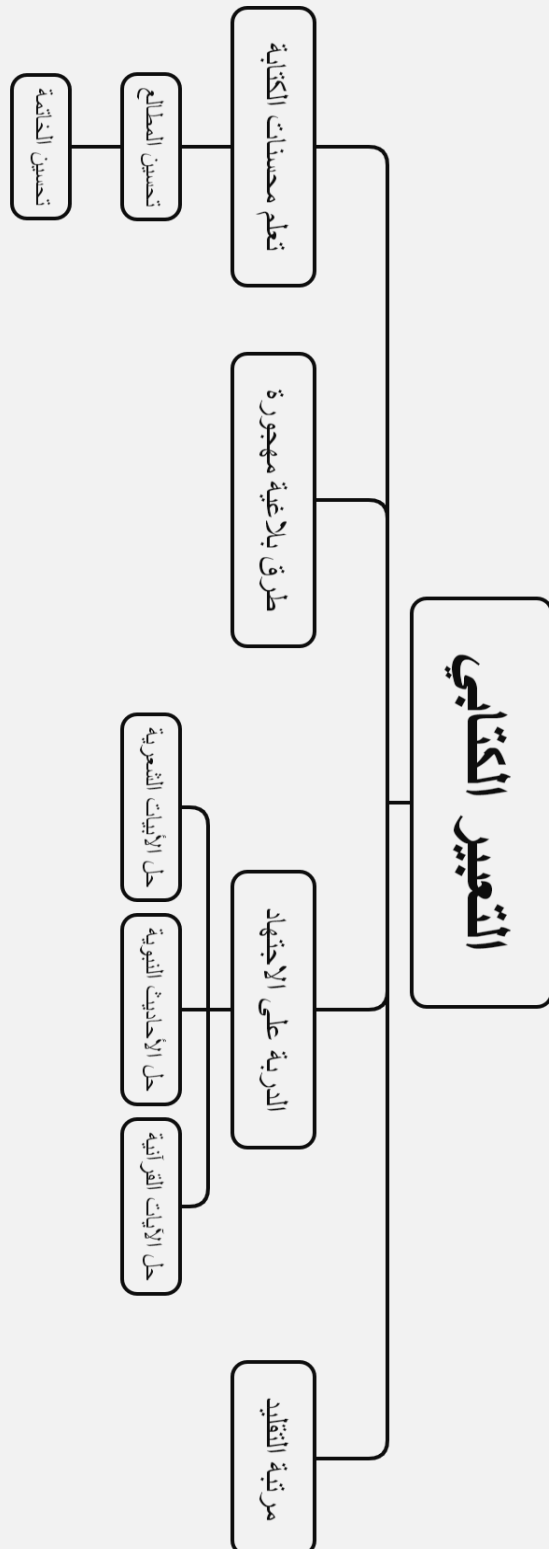 التعبير الكتابي
مرتبة التقليد
الدربة على الاجتهاد
حل الآيات القرآنية
حل الأحاديث النبوية
حل الأبيات الشعرية
طرق بلاغية مهجورة
تعلم محسنات الكتابة
تحسين المطالع
تحسين الخاتمة